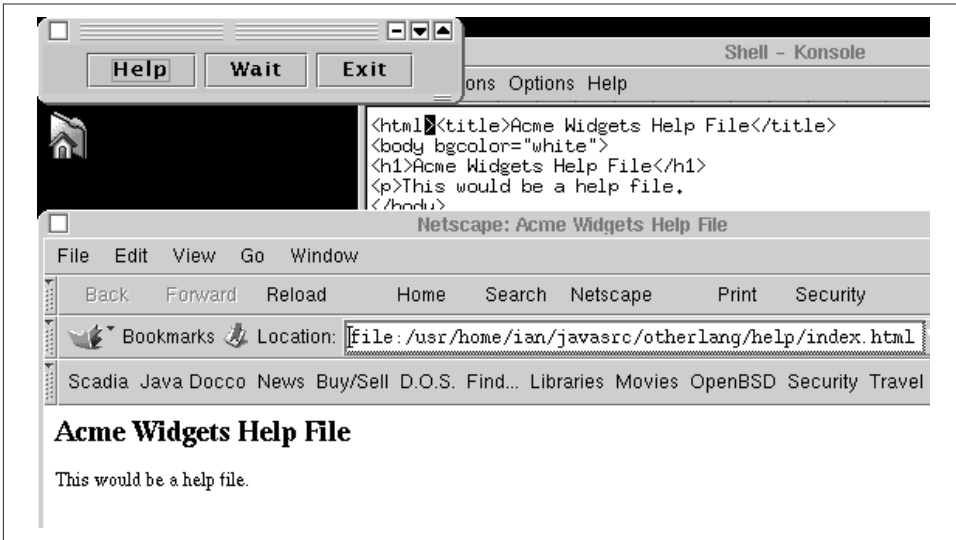 Help Wait Exit
Shell – Konsole
ons Options Help
<html><title>Acme Widgets Help File</title>
<body bgcolor="white">
<h1>Acme Widgets Help File</h1>
<p>This would be a help file.
</body>
Netscape: Acme Widgets Help File
File Edit View Go Window
Back Forward Reload Home Search Netscape Print Security
Bookmarks Location: file:/usr/home/ian/javasrc/otherlang/help/index.html
Scadia Java Docco News Buy/Sell D.O.S. Find... Libraries Movies OpenBSD Security Travel
Acme Widgets Help File
This would be a help file.